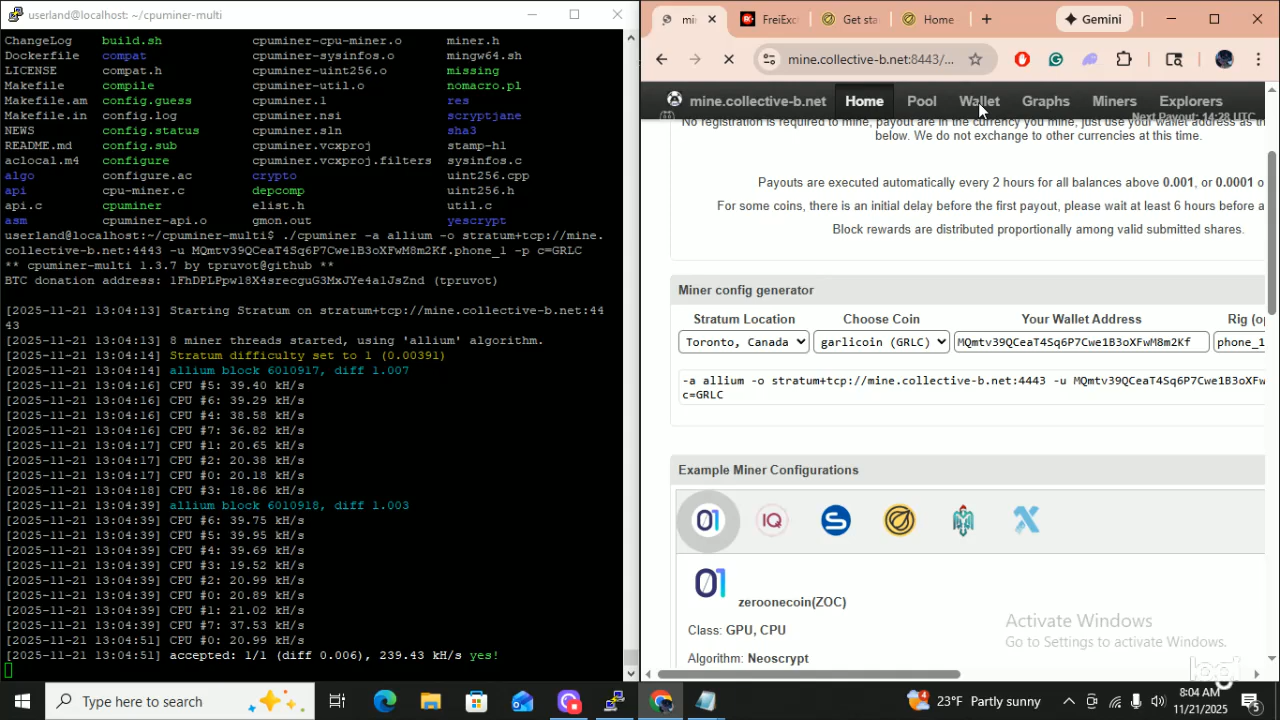 userland@localhost: ~/cpuminer-multi
ChangeLog build.sh cpuminer-cpu-miner.o miner.h
Dockerfile compat cpuminer-sysinfos.o mingw64.sh
LICENSE compat.h cpuminer-uint256.o missing
Makefile compile cpuminer-util.o nomacro.pl
Makefile.am config.guess cpuminer.1 res
Makefile.in config.log cpuminer.nsi scryptjane
NEWS config.status cpuminer.sln sha3
README.md config.sub cpuminer.vcxproj stamp-h1
aclocal.m4 configure cpuminer.vcxproj.filters sysinfos.c
algo configure.ac crypto uint256.cpp
api cpu-miner.c depcomp uint256.h
api.c cpuminer elist.h util.c
asm cpuminer-api.o gmon.out yescrypt
userland@localhost:~/cpuminer-multi$ ./cpuminer -a allium -o stratum+tcp://mine.
collective-b.net:4443 -u MQmtv39QCeaT4Sq6P7Cwe1B3oXFwM8m2Kf.phone_1 -p c=GRLC
** cpuminer-multi 1.3.7 by tpruvot@github **
BTC donation address: 1FhDPLPpw18X4srecguG3MxJYe4a1JsZnd (tpruvot)
[2025-11-21 13:04:13] Starting Stratum on stratum+tcp://mine.collective-b.net:44
43
[2025-11-21 13:04:13] 8 miner threads started, using 'allium' algorithm.
[2025-11-21 13:04:14] Stratum difficulty set to 1 (0.00391)
[2025-11-21 13:04:14] allium block 6010917, diff 1.007
[2025-11-21 13:04:16] CPU #5: 39.40 kH/s
[2025-11-21 13:04:16] CPU #6: 39.29 kH/s
[2025-11-21 13:04:16] CPU #4: 38.58 kH/s
[2025-11-21 13:04:16] CPU #7: 36.82 kH/s
[2025-11-21 13:04:17] CPU #1: 20.65 kH/s
[2025-11-21 13:04:17] CPU #2: 20.38 kH/s
[2025-11-21 13:04:17] CPU #0: 20.18 kH/s
[2025-11-21 13:04:18] CPU #3: 18.86 kH/s
[2025-11-21 13:04:39] allium block 6010918, diff 1.003
[2025-11-21 13:04:39] CPU #6: 39.75 kH/s
[2025-11-21 13:04:39] CPU #5: 39.95 kH/s
[2025-11-21 13:04:39] CPU #4: 39.69 kH/s
[2025-11-21 13:04:39] CPU #3: 19.52 kH/s
[2025-11-21 13:04:39] CPU #2: 20.99 kH/s
[2025-11-21 13:04:39] CPU #0: 20.89 kH/s
[2025-11-21 13:04:39] CPU #1: 21.02 kH/s
[2025-11-21 13:04:39] CPU #7: 37.53 kH/s
[2025-11-21 13:04:51] CPU #0: 20.99 kH/s
[2025-11-21 13:04:51] accepted: 1/1 (diff 0.006), 239.43 kH/s yes!
mi FreiExc Get sta Home Gemini
mine.collective-b.net:8443/...
mine.collective-b.net Home Pool Wallet Graphs Miners Explorers
Next Payout: 14:28 UTC
No registration is required to mine, payout are in the currency you mine, just use your wallet address as th
below. We do not exchange to other currencies at this time.
Payouts are executed automatically every 2 hours for all balances above 0.001, or 0.0001 o
For some coins, there is an initial delay before the first payout, please wait at least 6 hours before a
Block rewards are distributed proportionally among valid submitted shares.
Miner config generator
Stratum Location Choose Coin Your Wallet Address Rig (op
Toronto, Canada garlicoin (GRLC) MQmtv39QCeaT4Sq6P7Cwe1B3oXFwM8m2Kf phone_1
-a allium -o stratum+tcp://mine.collective-b.net:4443 -u MQmtv39QCeaT4Sq6P7Cwe1B3oXFw
c=GRLC
Example Miner Configurations
01 IQ S
01 zeroonecoin(ZOC)
Class: GPU, CPU
Algorithm: Neoscrypt
Activate Windows
Go to Settings to activate Windows.
logi
Type here to search
4 23°F Partly sunny
8:04 AM
11/21/2025
5